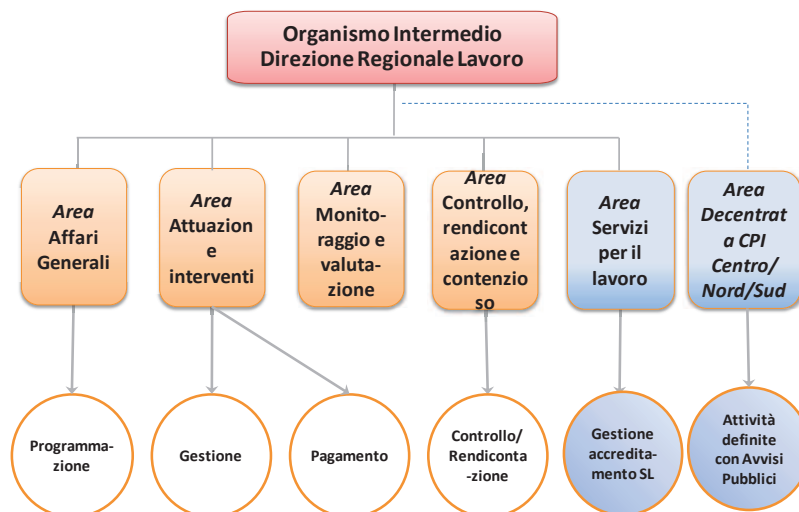 Organismo Intermedio
Direzione Regionale Lavoro
Area
Affari
Generali
Area
Attuazion
e
interventi
Area
Monito-
raggio e
valuta-
zione
Area
Controllo,
rendicont
azione e
contenzio
so
Area
Servizi
per il
lavoro
Area
Decentrat
a CPI
Centro/
Nord/Sud
Programma-
zione
Gestione
Pagamento
Controllo/
Rendiconta
-zione
Gestione
accredita-
mento SL
Attività
definite
con Avvisi
Pubblici